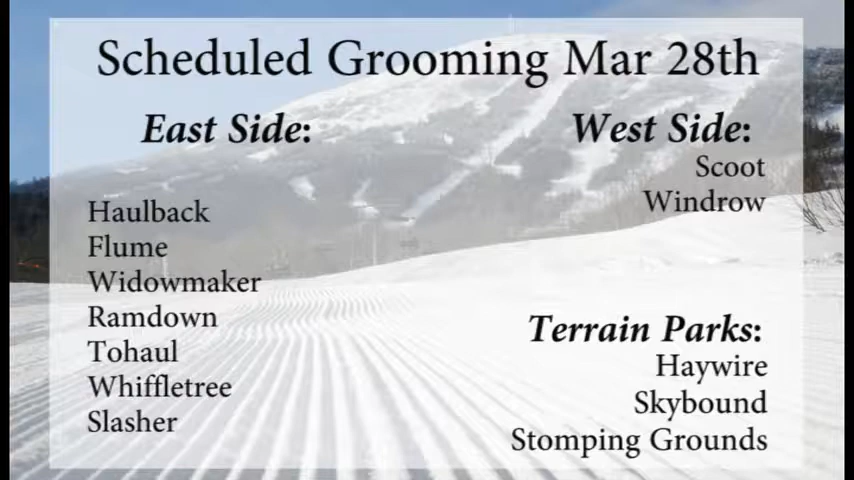 Scheduled Grooming Mar 28th
East Side:
Haulback
Flume
Widowmaker
Ramdown
Tohaul
Whiffletree
Slasher
West Side:
Scoot
Windrow
Terrain Parks:
Haywire
Skybound
Stomping Grounds